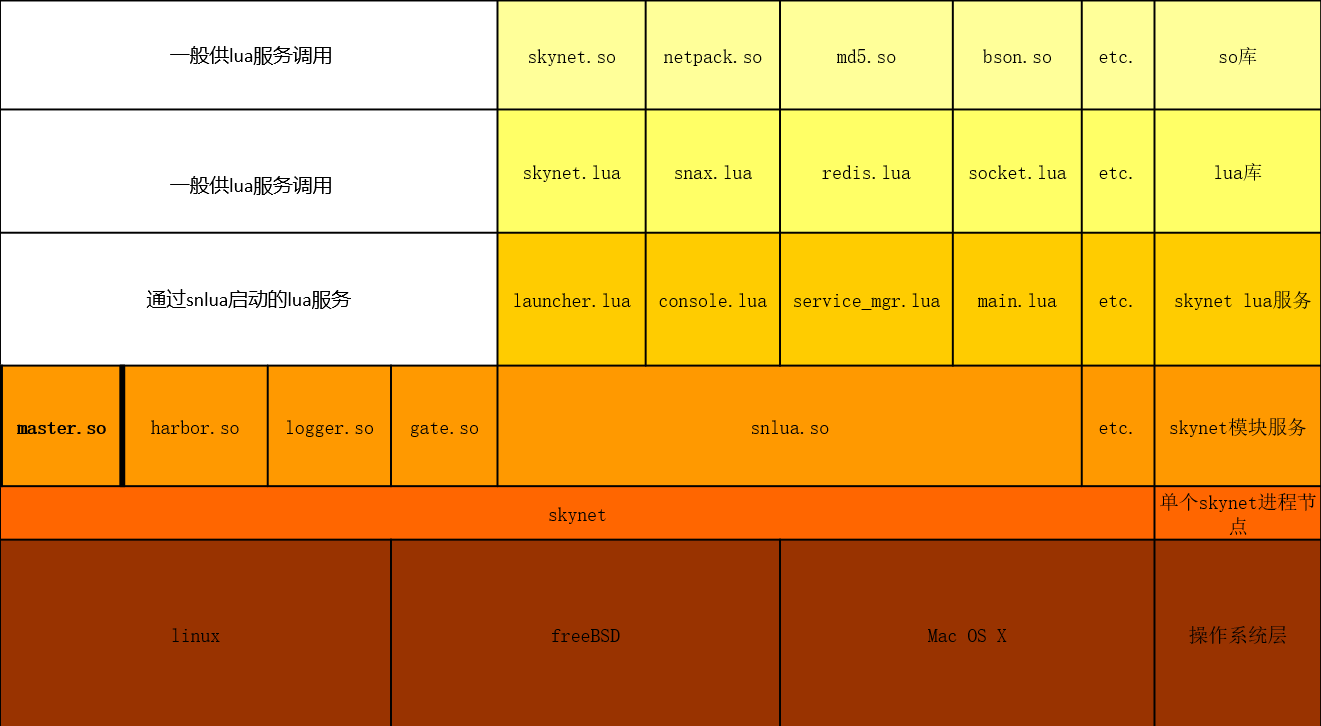 一般供lua服务调用
skynet.so
netpack.so
md5.so
bson.so
etc.
so库
一般供lua服务调用
skynet.lua
snax.lua
redis.lua
socket.lua
etc.
lua库
通过snlua启动的lua服务
launcher.lua
console.lua
service_mgr.lua
main.lua
etc.
skynet lua服务
master.so
harbor.so
logger.so
gate.so
snlua.so
etc.
skynet模块服务
skynet
单个skynet进程节
点
linux
freeBSD
Mac OS X
操作系统层